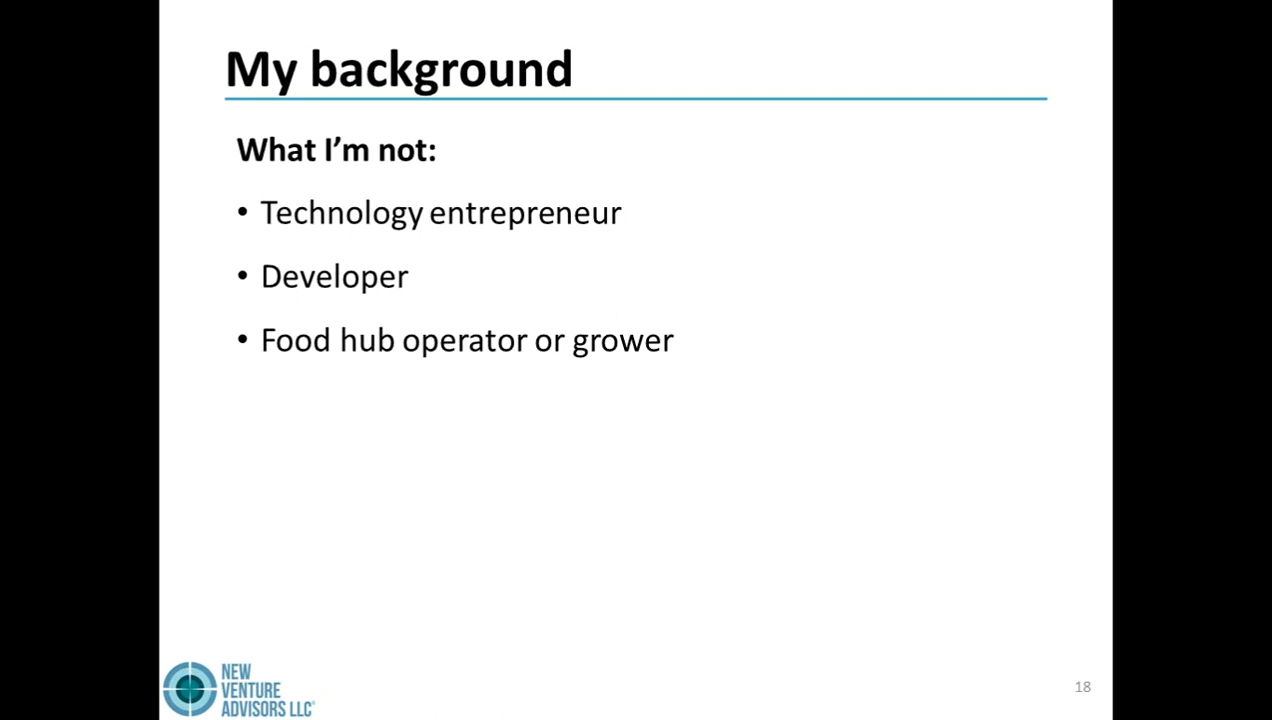 My background
What I'm not:
• Technology entrepreneur
• Developer
• Food hub operator or grower
NEW
VENTURE
ADVISORS LLC
18